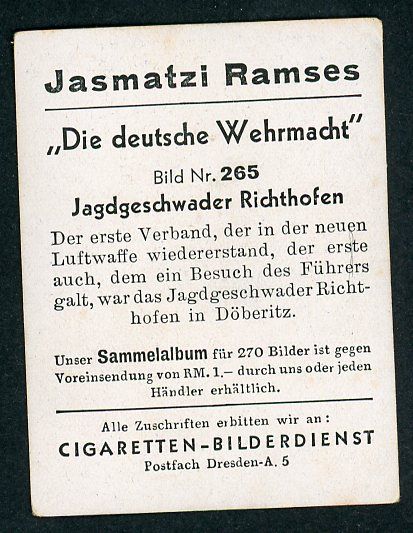 Jasmatzi Ramses
„Die deutsche Wehrmacht"
Bild Nr. 265
Jagdgeschwader Richthofen
Der erste Verband, der in der neuen
Luftwaffe wiedererstand, der erste
auch, dem ein Besuch des Führers
galt, war das Jagdgeschwader Richt-
hofen in Döberitz.
Unser Sammelalbum für 270 Bilder ist gegen
Voreinsendung von RM. 1.– durch uns oder jeden
Händler erhältlich.
Alle Zuschriften erbitten wir an:
CIGARETTEN-BILDERDIENST
Postfach Dresden-A. 5